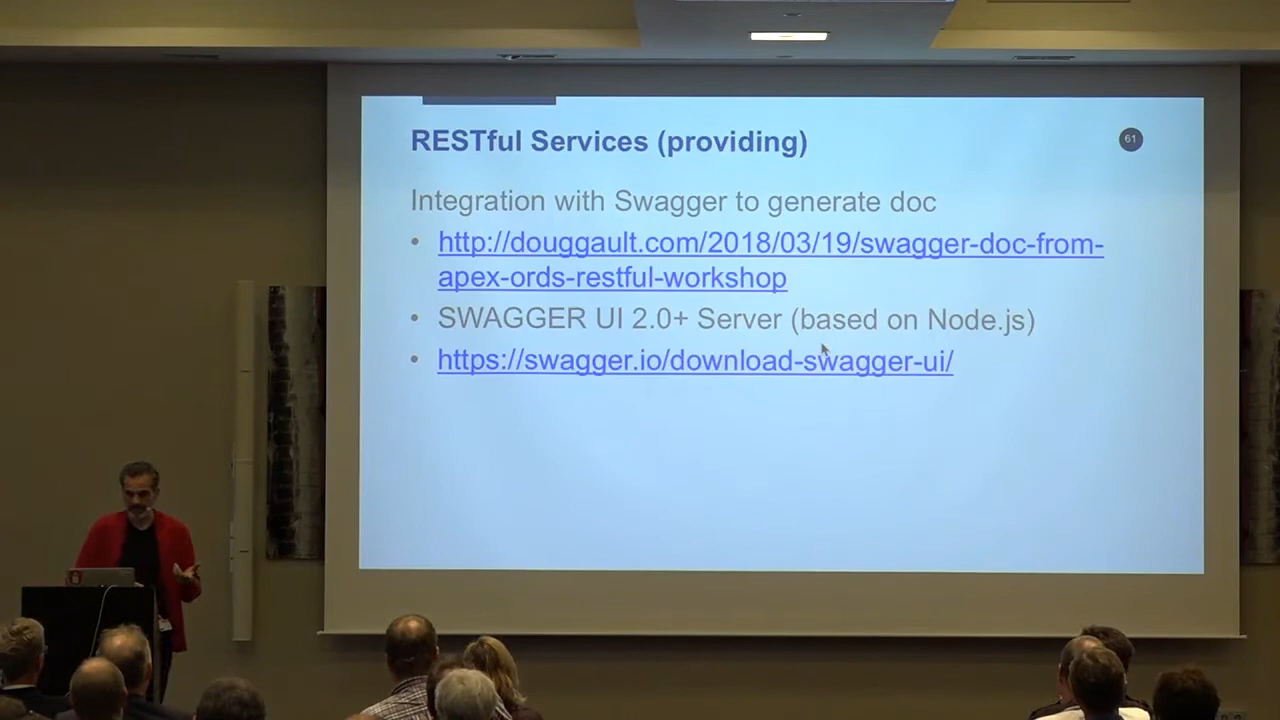 RESTful Services (providing)
61
Integration with Swagger to generate doc
• http://douggault.com/2018/03/19/swagger-doc-from-
apex-ords-restful-workshop
• SWAGGER UI 2.0+ Server (based on Node.js)
• https://swagger.io/download-swagger-ui/